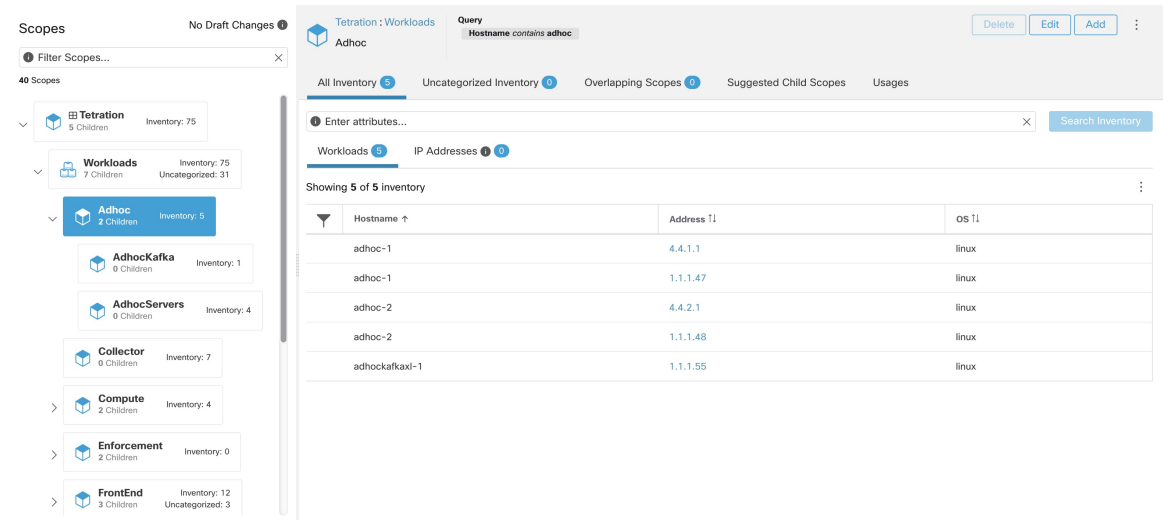 Scopes
No Draft Changes
Filter Scopes...
40 Scopes
Tetration
5 Children
Inventory: 75
Workloads
7 Children
Inventory: 75
Uncategorized: 31
Adhoc
2 Children
Inventory: 5
AdhocKafka
0 Children
Inventory: 1
AdhocServers
0 Children
Inventory: 4
Collector
0 Children
Inventory: 7
Compute
2 Children
Inventory: 4
Enforcement
2 Children
Inventory: 0
FrontEnd
3 Children
Inventory: 12
Uncategorized: 3
Tetration : Workloads
Adhoc
Query
Hostname contains adhoc
Delete Edit Add
All Inventory 5 Uncategorized Inventory 0 Overlapping Scopes 0 Suggested Child Scopes Usages
Enter attributes...
Search Inventory
Workloads 5 IP Addresses 0
Showing 5 of 5 inventory
Hostname ↑ Address ↑↓ OS ↑↓
adhoc-1 4.4.1.1 linux
adhoc-1 1.1.1.47 linux
adhoc-2 4.4.2.1 linux
adhoc-2 1.1.1.48 linux
adhockafkaxl-1 1.1.1.55 linux